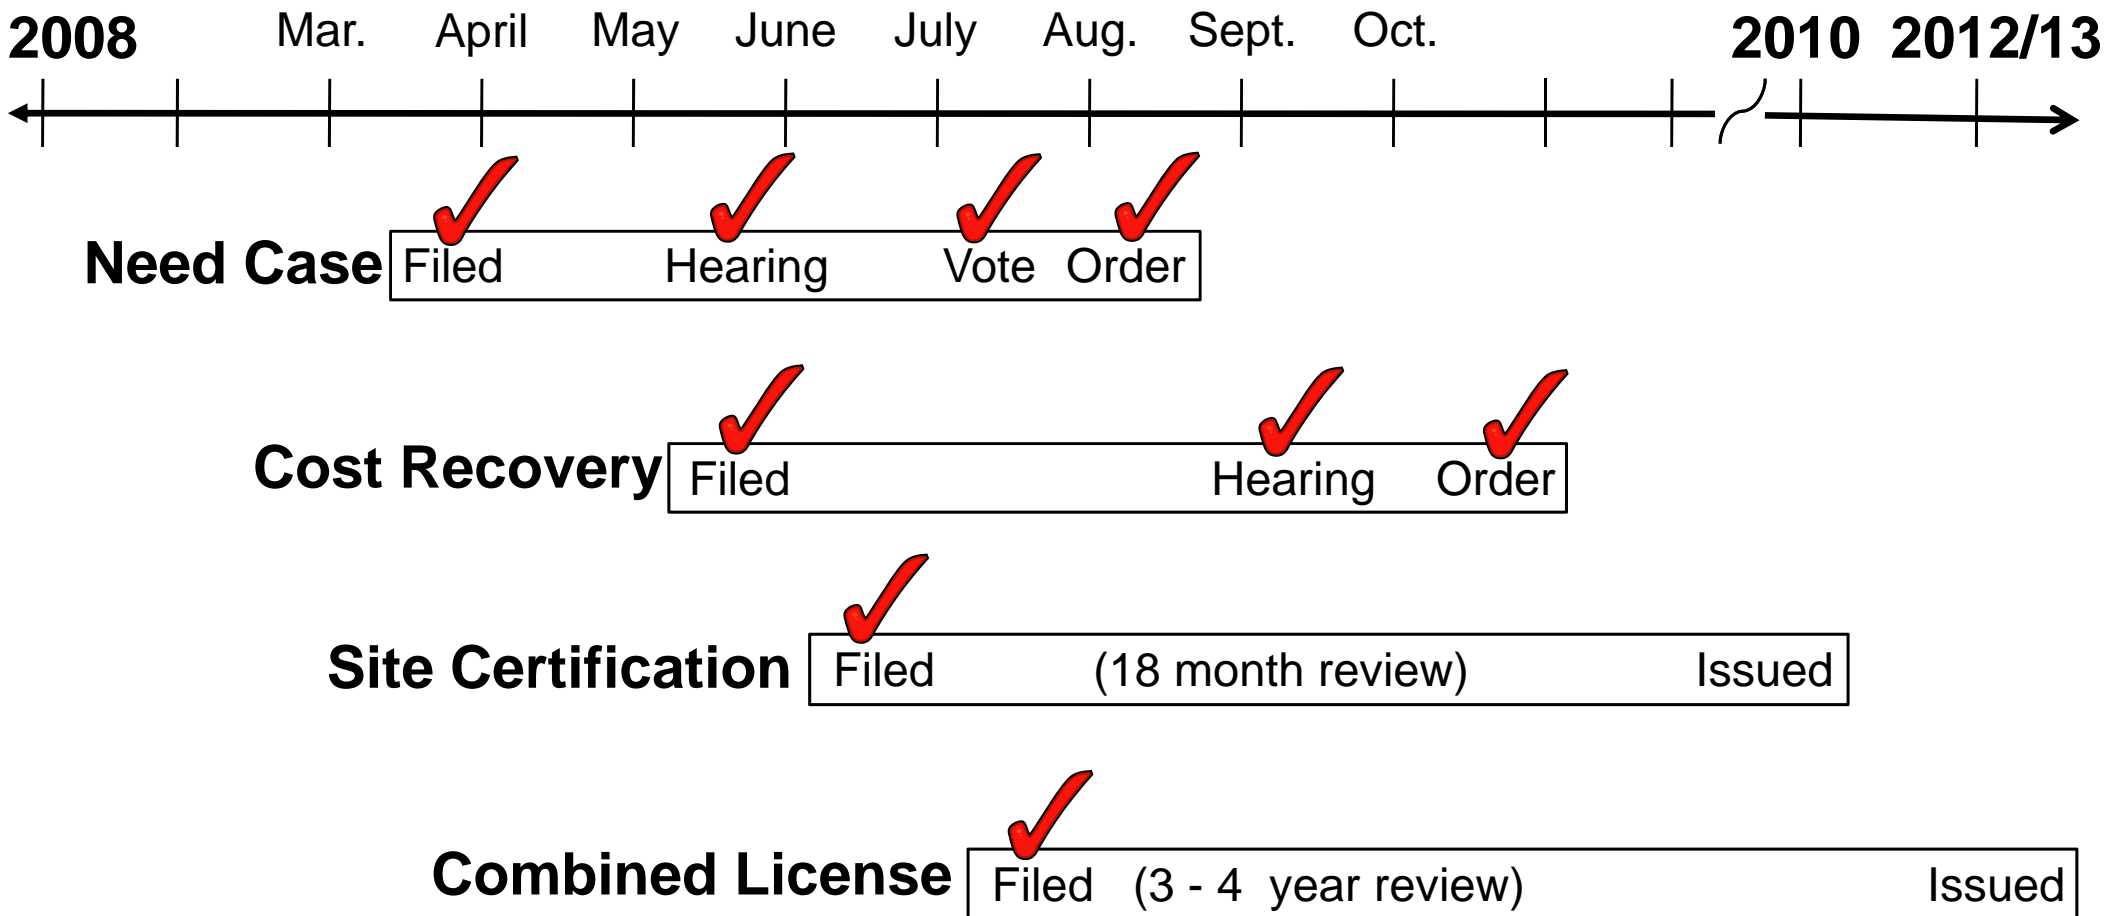 2008 Mar. April May June July Aug. Sept. Oct. 2010 2012/13
Need Case Filed Hearing Vote Order
Cost Recovery Filed Hearing Order
Site Certification Filed (18 month review) Issued
Combined License Filed (3 - 4 year review) Issued